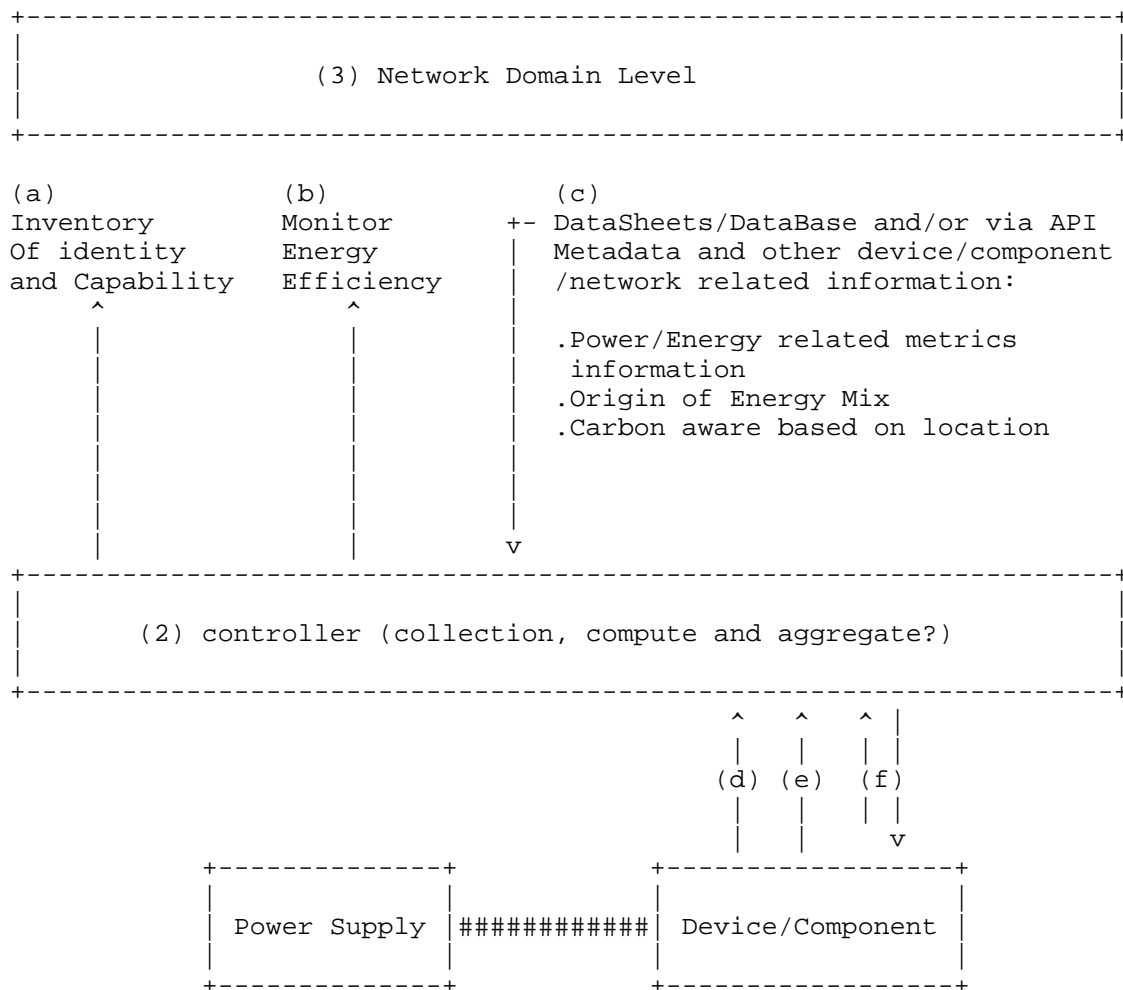 (3) Network Domain Level
(a) (b) (c)
Inventory Monitor +- DataSheets/DataBase and/or via API
Of identity Energy | Metadata and other device/component
and Capability Efficiency | /network related information:
.Power/Energy related metrics
information
.Origin of Energy Mix
.Carbon aware based on location
(2) controller (collection, compute and aggregate?)
(d) (e) (f)
Power Supply |############| Device/Component